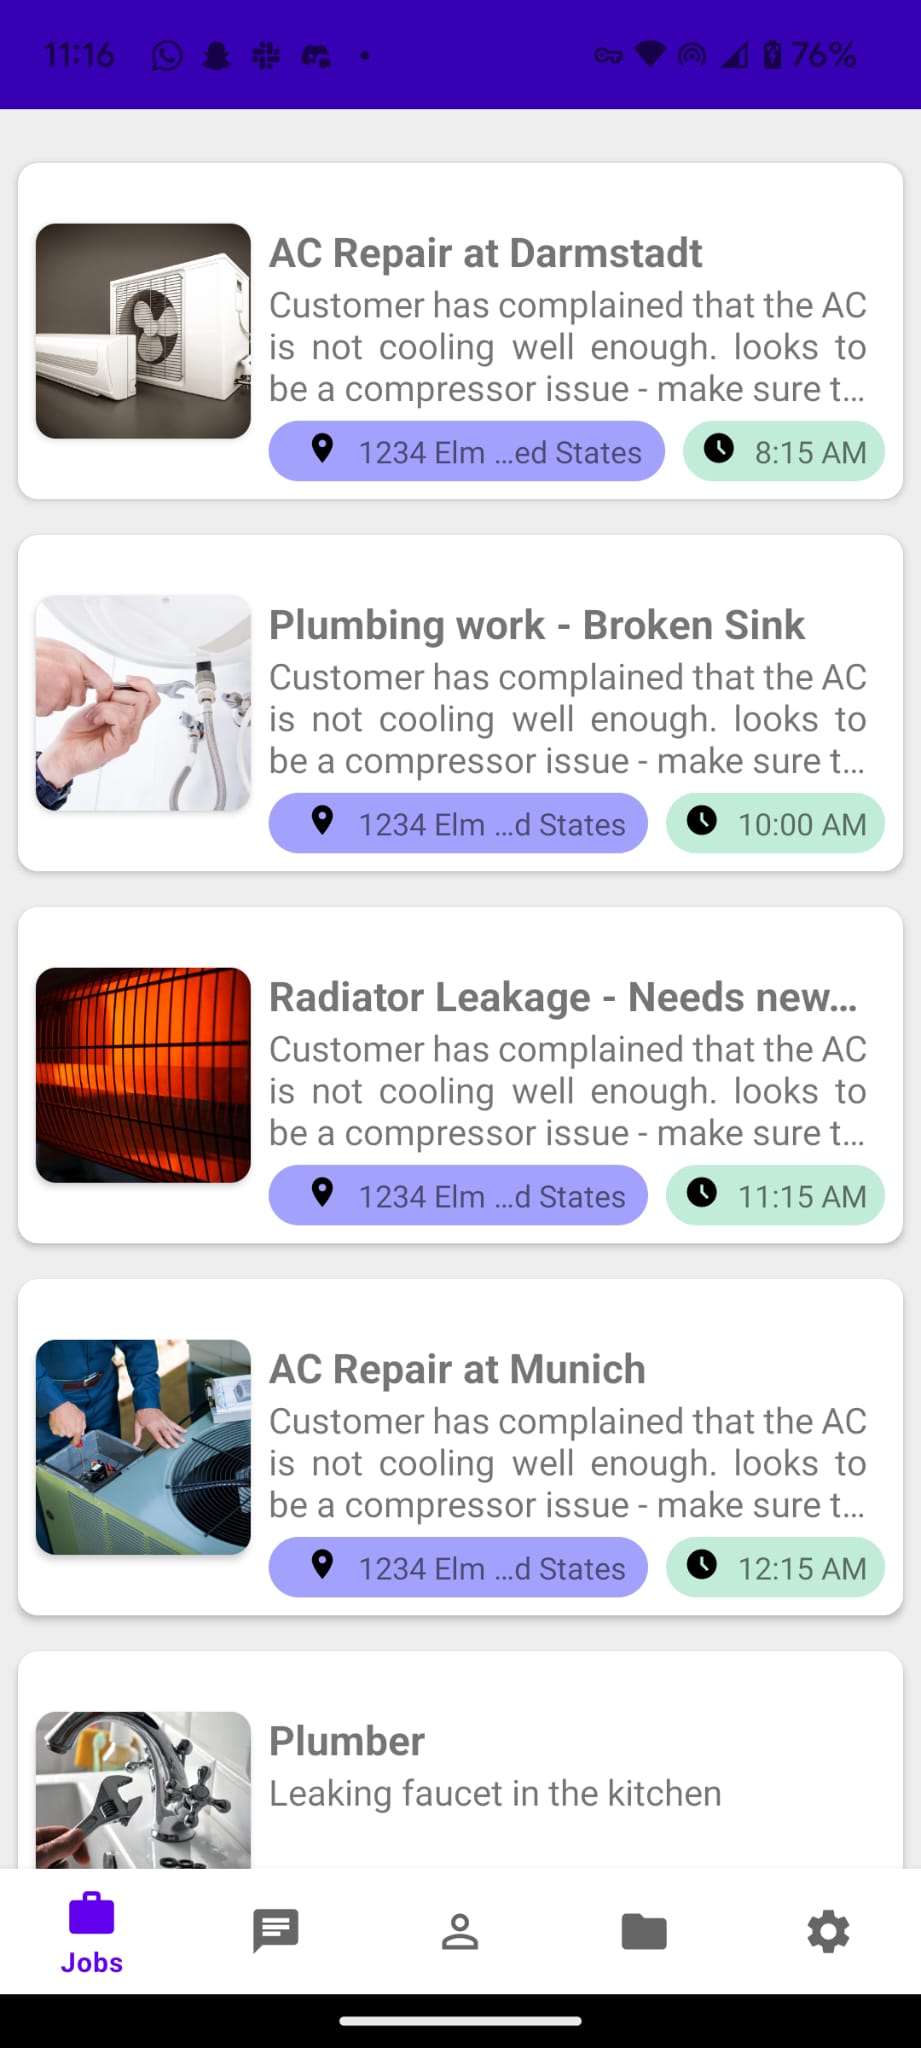 11:16 76%
AC Repair at Darmstadt
Customer has complained that the AC
is not cooling well enough. looks to
be a compressor issue - make sure t...
1234 Elm ...ed States 8:15 AM
Plumbing work - Broken Sink
Customer has complained that the AC
is not cooling well enough. looks to
be a compressor issue - make sure t...
1234 Elm ...d States 10:00 AM
Radiator Leakage - Needs new...
Customer has complained that the AC
is not cooling well enough. looks to
be a compressor issue - make sure t...
1234 Elm ...d States 11:15 AM
AC Repair at Munich
Customer has complained that the AC
is not cooling well enough. looks to
be a compressor issue - make sure t...
1234 Elm ...d States 12:15 AM
Plumber
Leaking faucet in the kitchen
Jobs